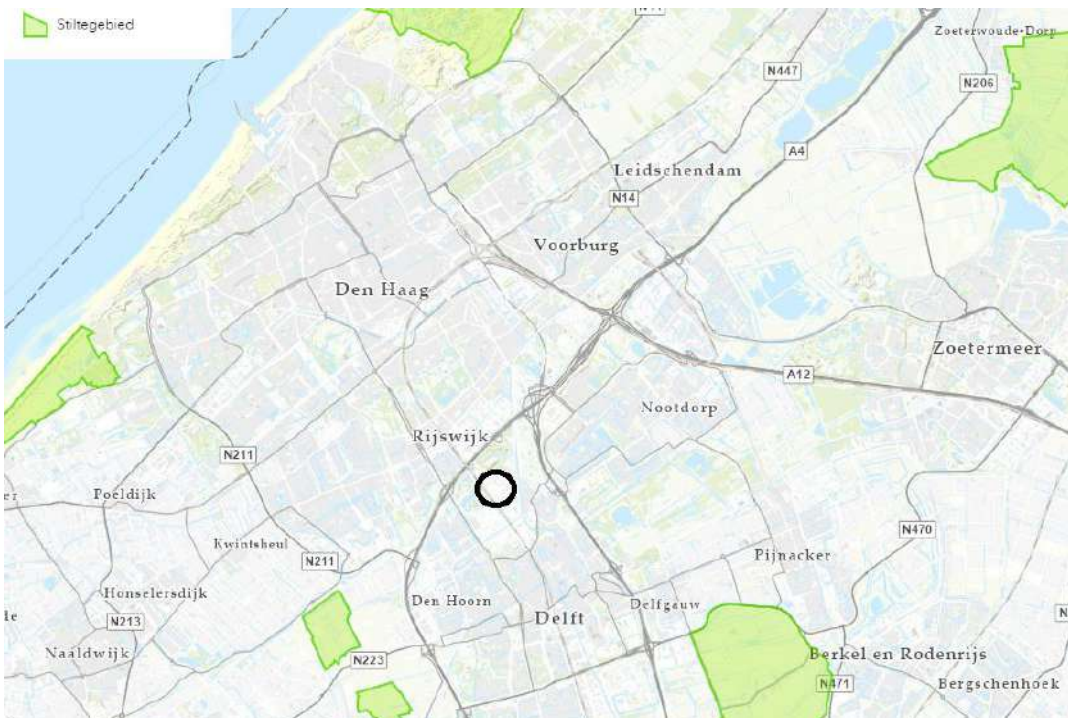 Stiltegebied
Zoeterwoude-Dorp
N447
N206
A4
Leidschendam
N14
Voorburg
Den Haag
Zoetermeer
A12
Nootdorp
Rijswijk
N211
Poeldijk
N470
Kwintsheul
N211
Pijnacker
Honselersdijk
Den Hoorn
Delfgauw
N213
Delft
Naaldwijk
N223
Berkel en Rodenrijs
N471
Bergschenhoek